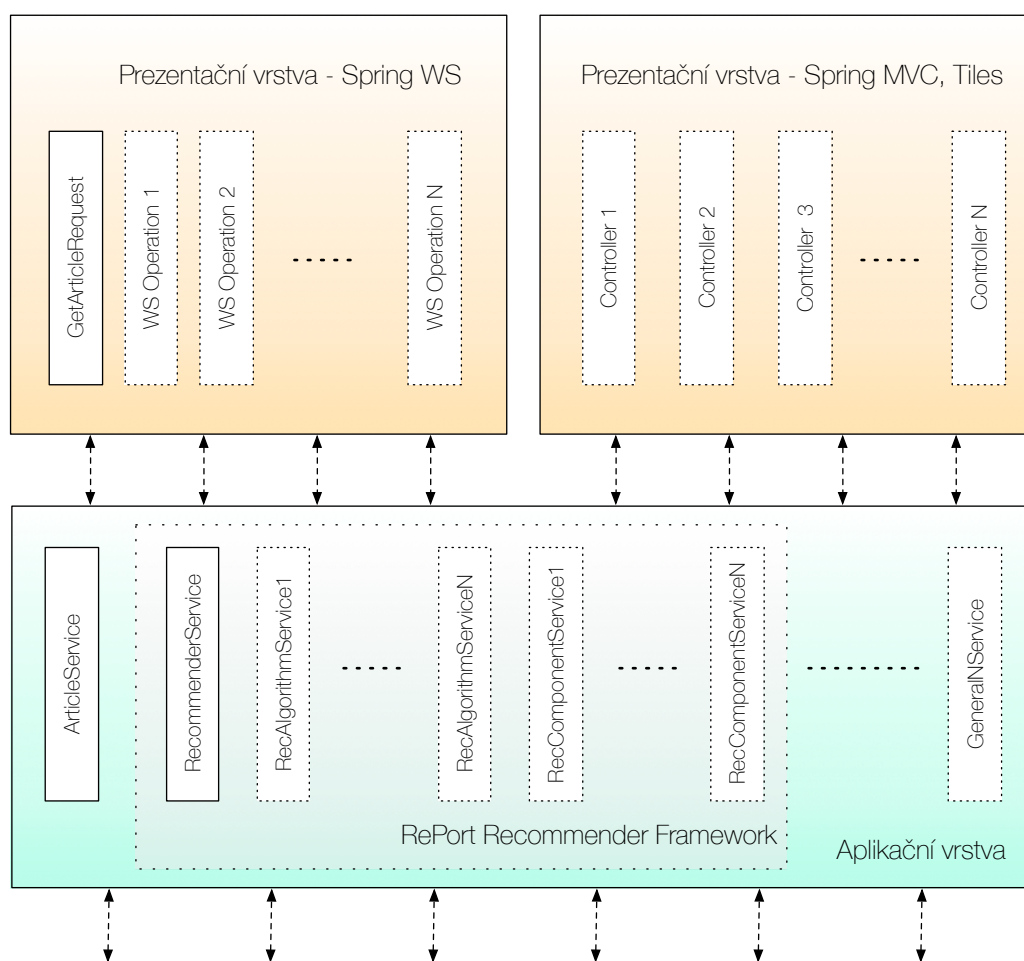 Prezentační vrstva - Spring WS
GetArticleRequest
WS Operation 1
WS Operation 2
WS Operation N
Prezentační vrstva - Spring MVC, Tiles
Controller 1
Controller 2
Controller 3
Controller N
ArticleService
RecommenderService
RecAlgorithmService1
RecAlgorithmServiceN
RecComponentService1
RecComponentServiceN
GeneralNService
RePort Recommender Framework
Aplikační vrstva